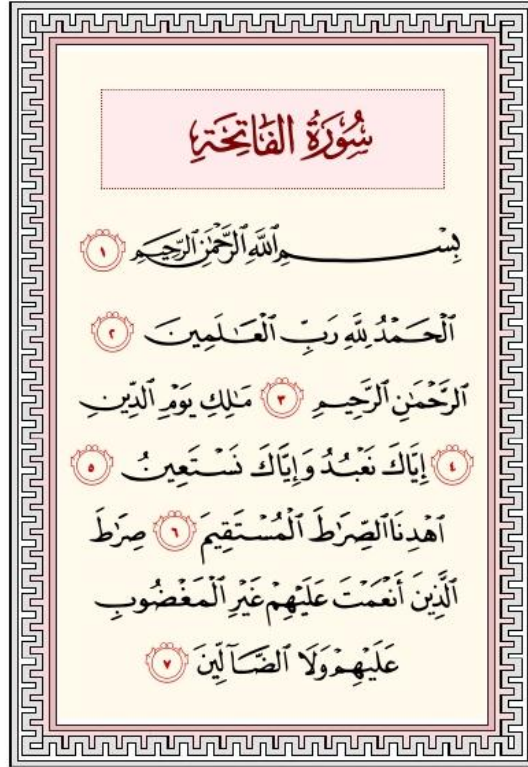 سُورَةُ الفَاتِحَةِ
بِسْمِ ٱللَّهِ ٱلرَّحْمَٰنِ ٱلرَّحِيمِ ١
ٱلْحَمْدُ لِلَّهِ رَبِّ ٱلْعَـٰلَمِينَ ٢
ٱلرَّحْمَٰنِ ٱلرَّحِيمِ ٣ مَـٰلِكِ يَوْمِ ٱلدِّينِ
٤ إِيَّاكَ نَعْبُدُ وَإِيَّاكَ نَسْتَعِينُ ٥
ٱهْدِنَا ٱلصِّرَٰطَ ٱلْمُسْتَقِيمَ ٦ صِرَٰطَ
ٱلَّذِينَ أَنْعَمْتَ عَلَيْهِمْ غَيْرِ ٱلْمَغْضُوبِ
عَلَيْهِمْ وَلَا ٱلضَّآلِّينَ ٧